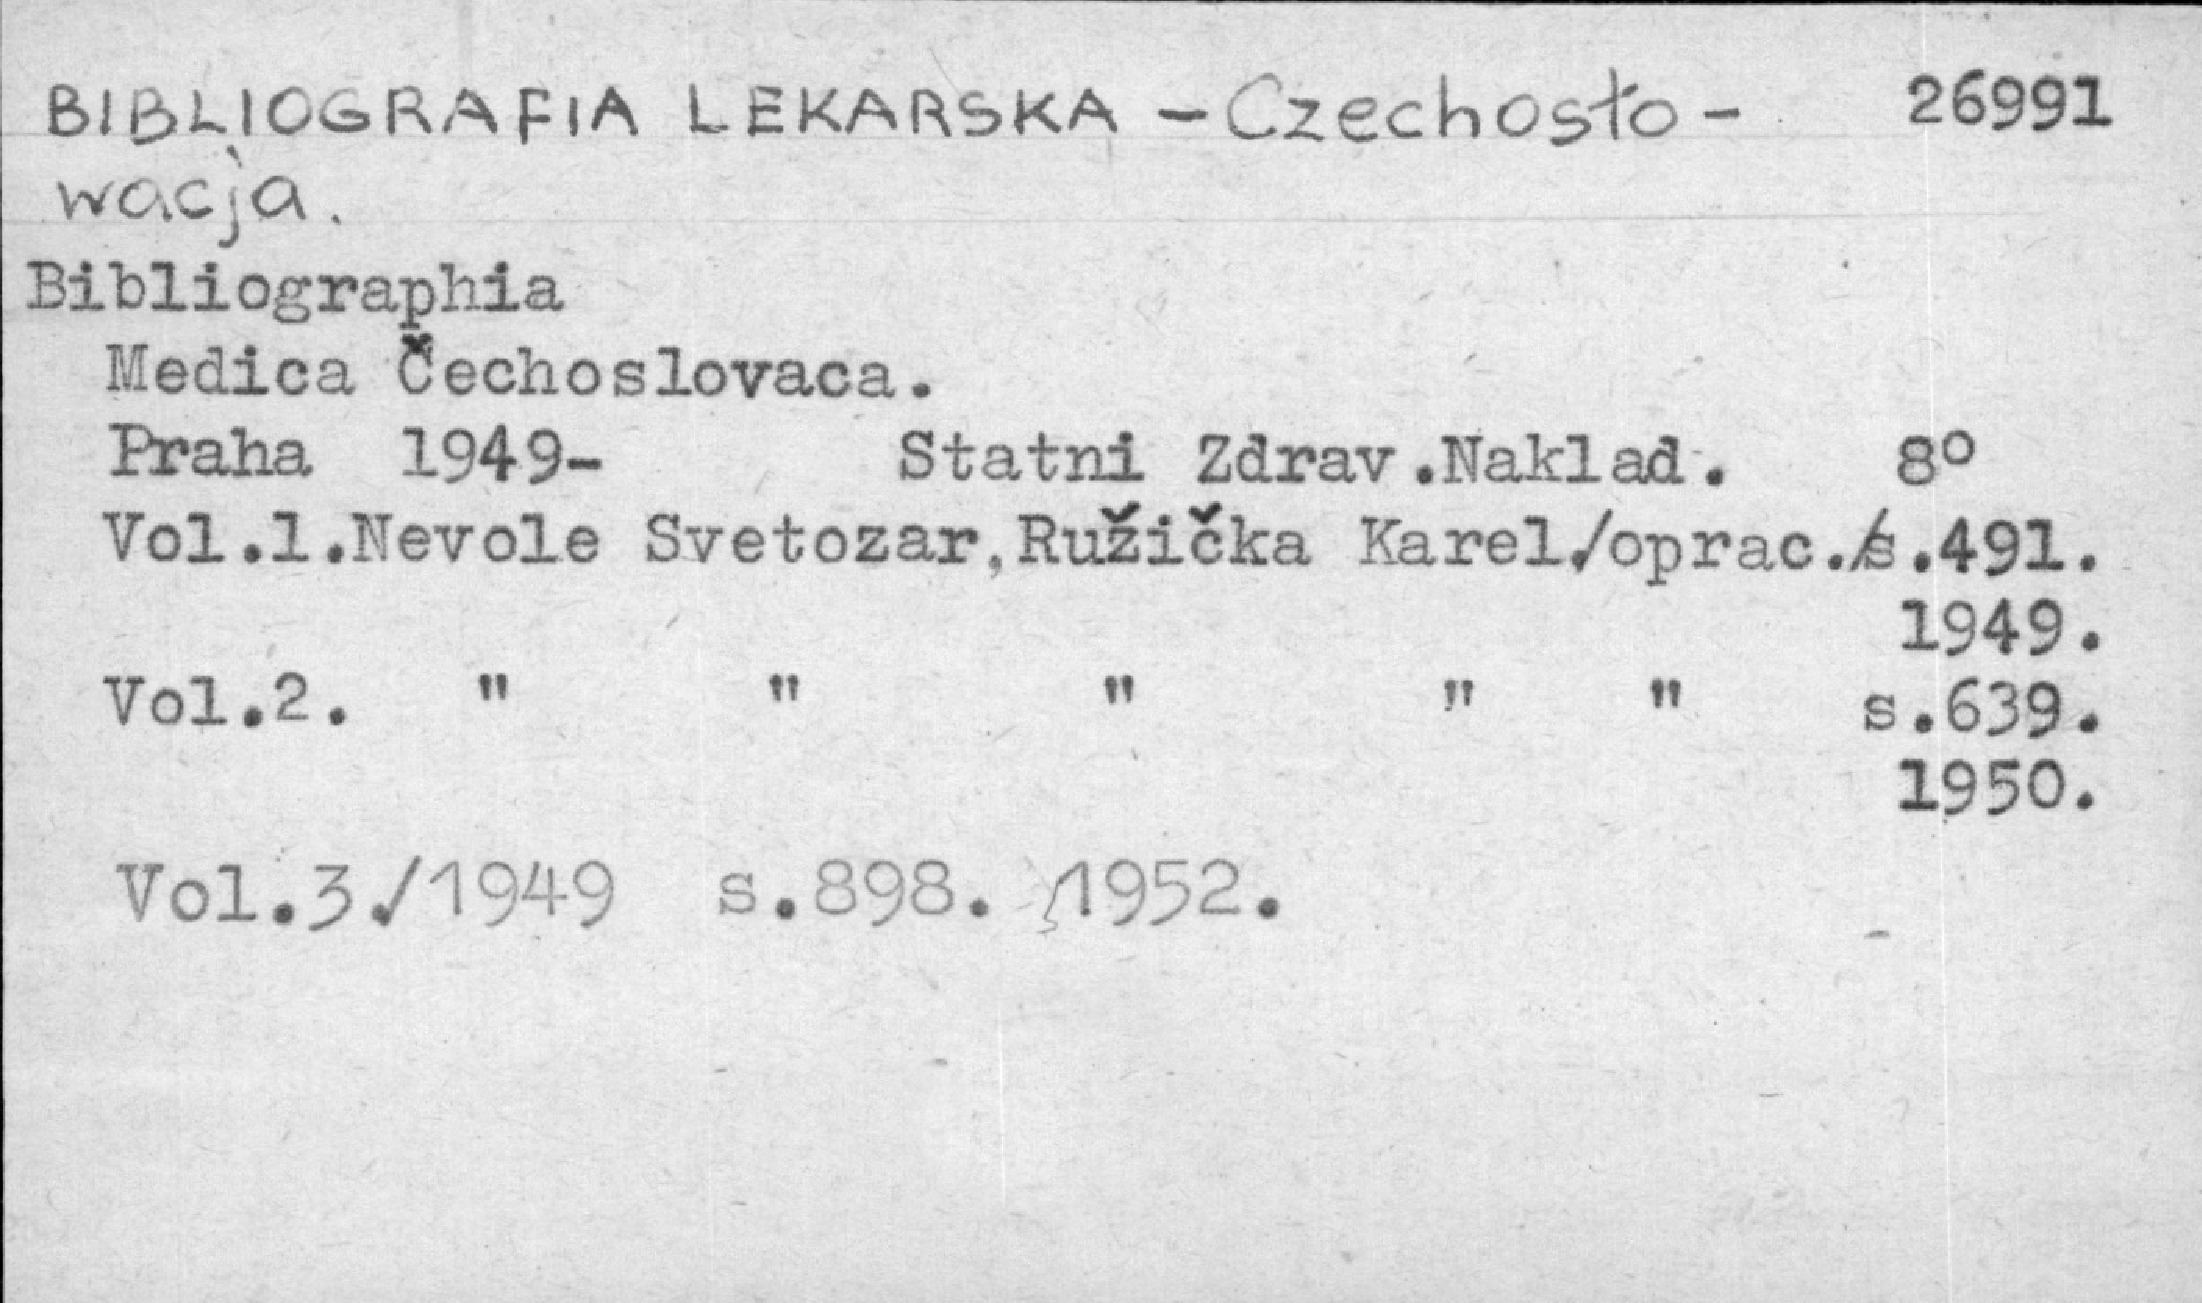 BIBLIOGRAFIA LEKARSKA - Czechosło- 26991
wacja.
Bibliographia
Medica Čechoslovaca.
Praha 1949- Statni Zdrav.Naklad. 8º
Vol.1.Nevole Svetozar,Ružička Karel/oprac./s.491.
1949.
Vol.2. " " " " " s.639.
1950.
Vol.3./1949 s.898. /1952.